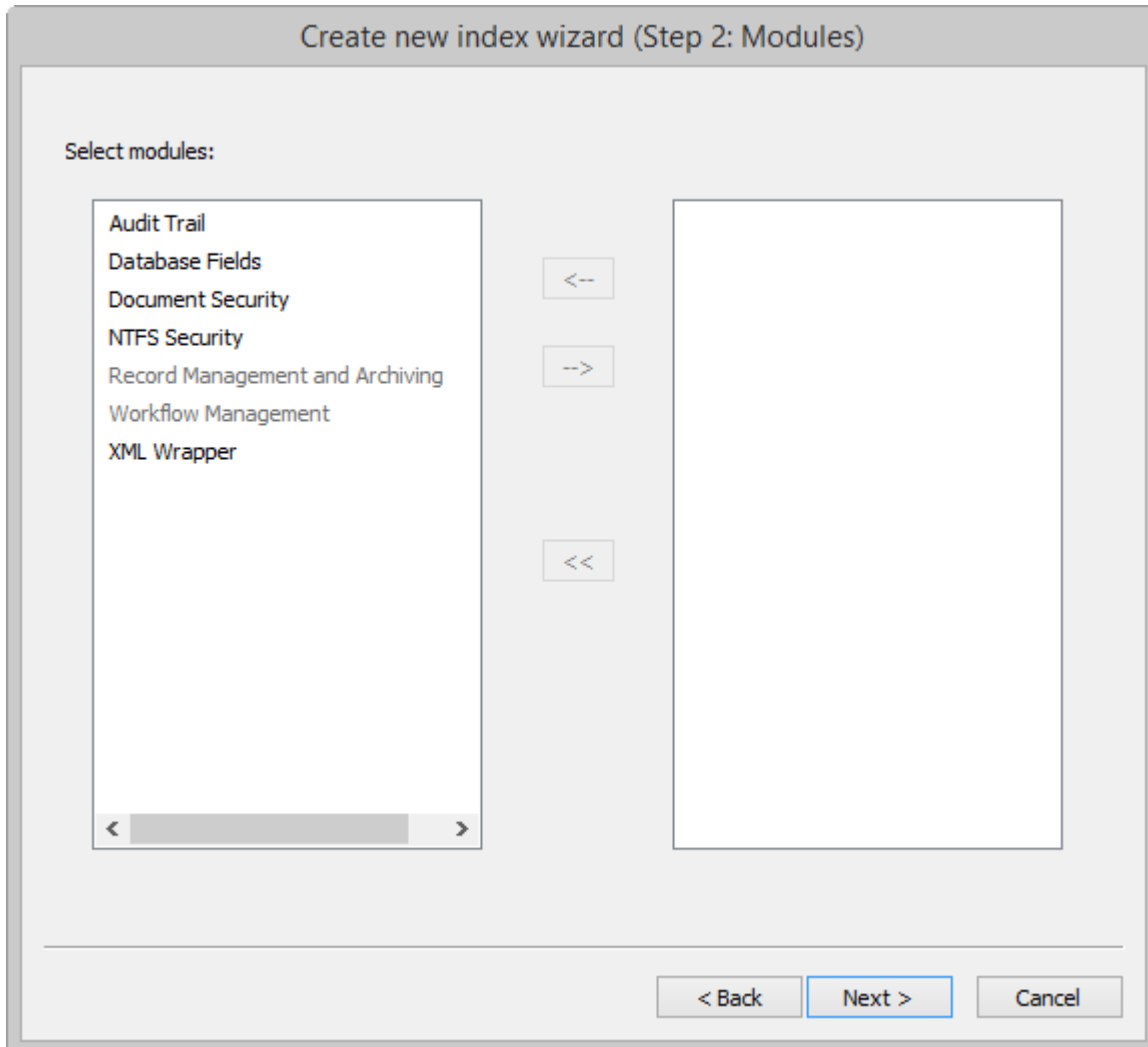 Create new index wizard (Step 2: Modules)
Select modules:
Audit Trail
Database Fields
Document Security
NTFS Security
Record Management and Archiving
Workflow Management
XML Wrapper
<--
-->
<<
< Back
Next >
Cancel